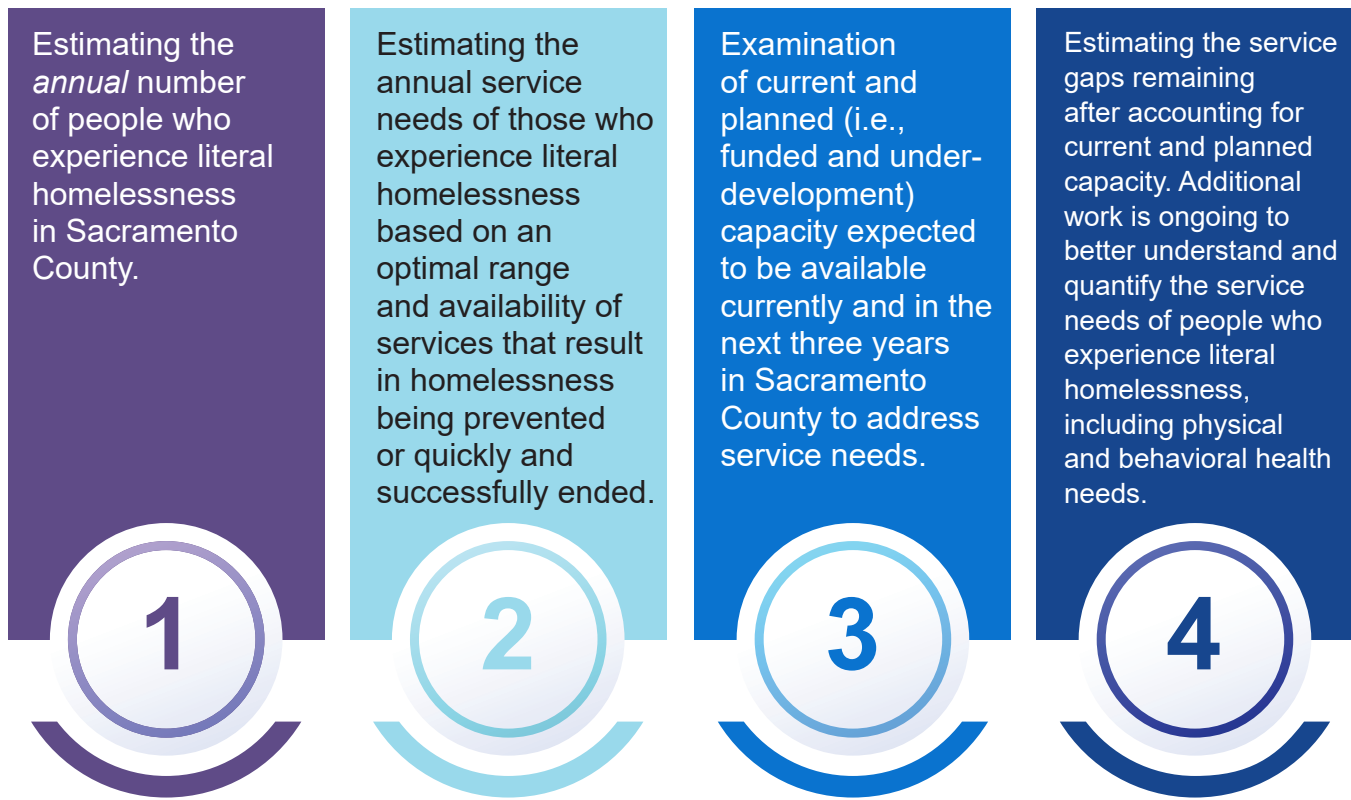 Estimating the
annual number
of people who
experience literal
homelessness
in Sacramento
County.
1
Estimating the
annual service
needs of those who
experience literal
homelessness
based on an
optimal range
and availability of
services that result
in homelessness
being prevented
or quickly and
successfully ended.
2
Examination
of current and
planned (i.e.,
funded and under-
development)
capacity expected
to be available
currently and in the
next three years
in Sacramento
County to address
service needs.
3
Estimating the service
gaps remaining
after accounting for
current and planned
capacity. Additional
work is ongoing to
better understand and
quantify the service
needs of people who
experience literal
homelessness,
including physical
and behavioral health
needs.
4